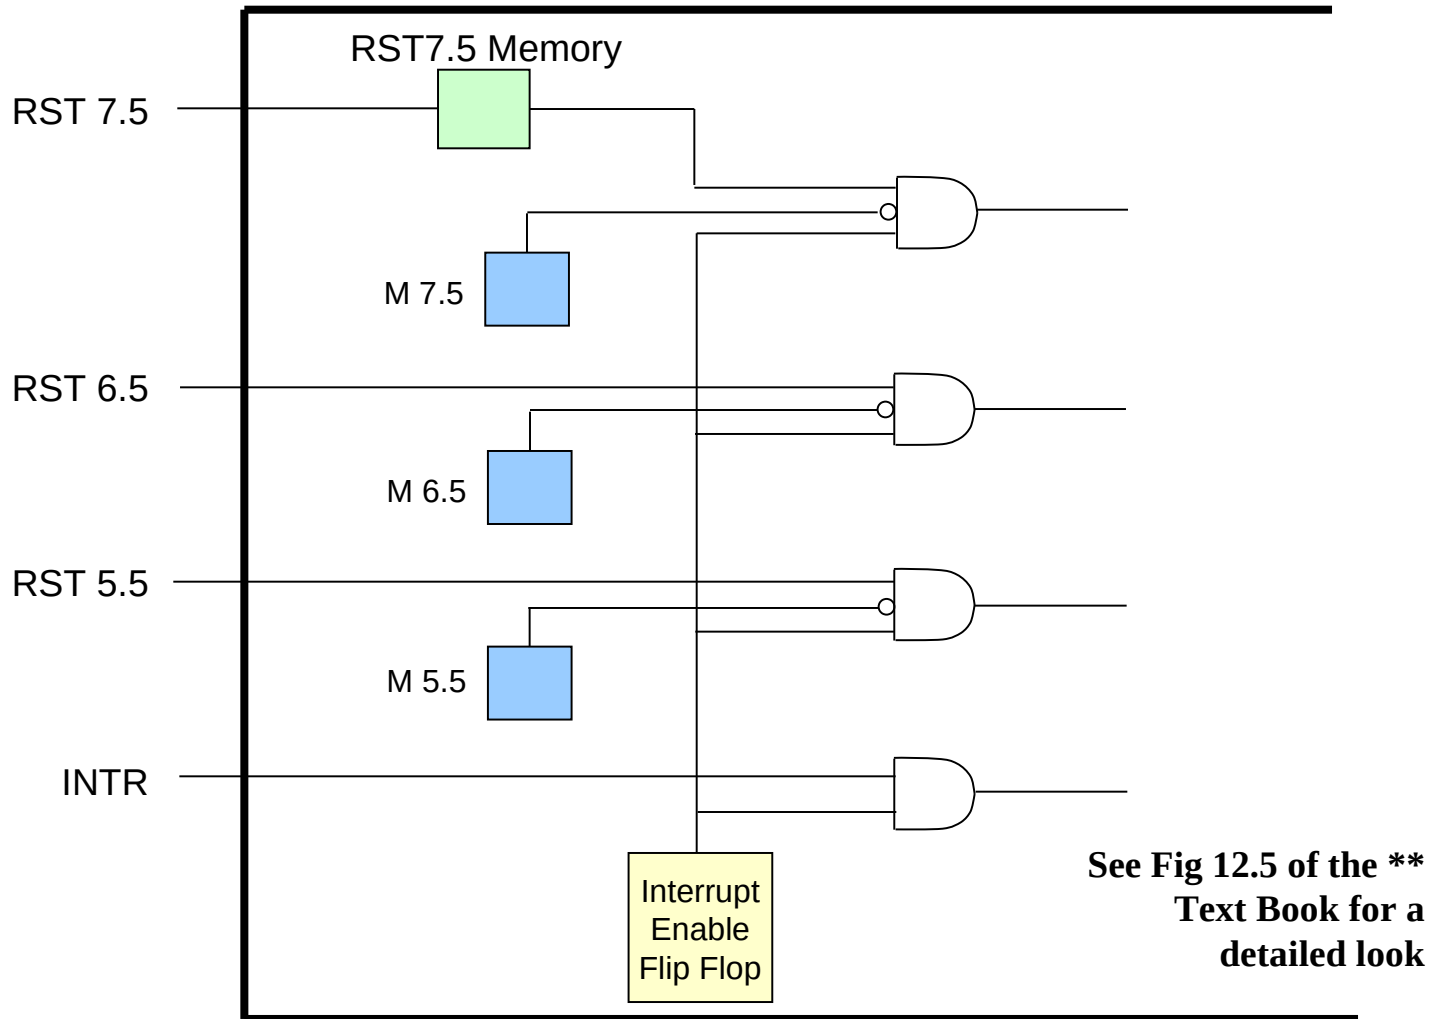 RST7.5 Memory
RST 7.5
M 7.5
RST 6.5
M 6.5
RST 5.5
M 5.5
INTR
Interrupt
Enable
Flip Flop
See Fig 12.5 of the **
Text Book for a
detailed look